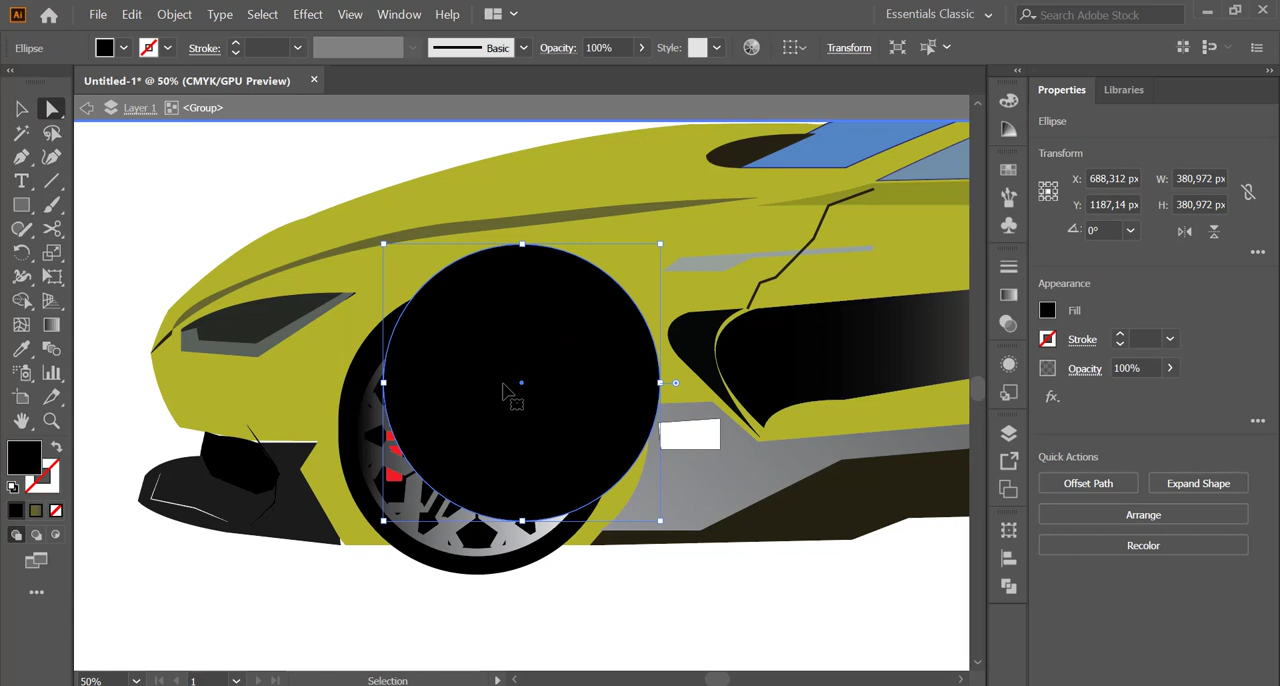 Ai File Edit Object Type Select Effect View Window Help Essentials Classic Search Adobe Stock
Ellipse Stroke: Basic Opacity: 100% Style: Transform
Untitled-1* @ 50% (CMYK/GPU Preview) ×
Layer 1 <Group>
Properties Libraries
Ellipse
Transform
X: 688,312 px W: 380,972 px
Y: 1187,14 px H: 380,972 px
0°
Appearance
Fill
Stroke
Opacity 100%
fx.
Quick Actions
Offset Path Expand Shape
Arrange
Recolor
50% 1 Selection